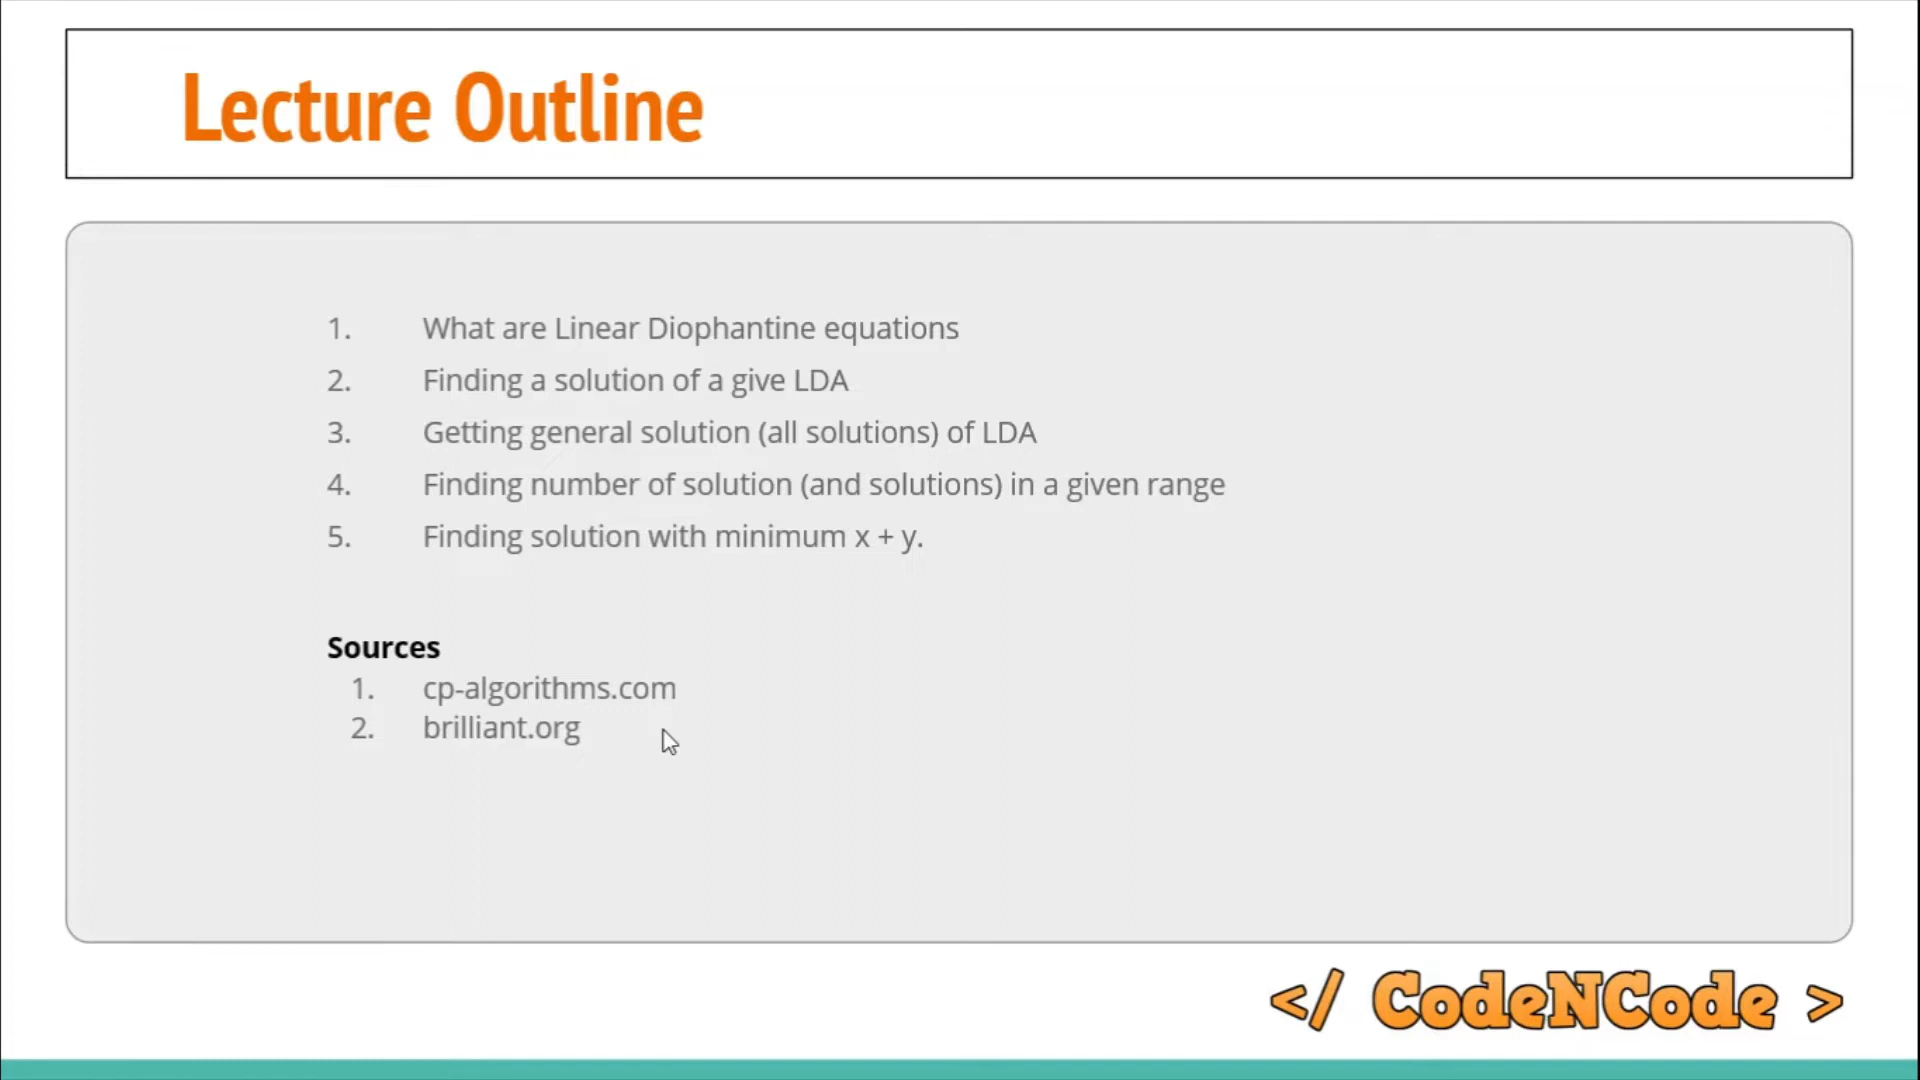 Lecture Outline
1. What are Linear Diophantine equations
2. Finding a solution of a give LDA
3. Getting general solution (all solutions) of LDA
4. Finding number of solution (and solutions) in a given range
5. Finding solution with minimum x + y.
Sources
1. cp-algorithms.com
2. brilliant.org
</ CodeNCode >